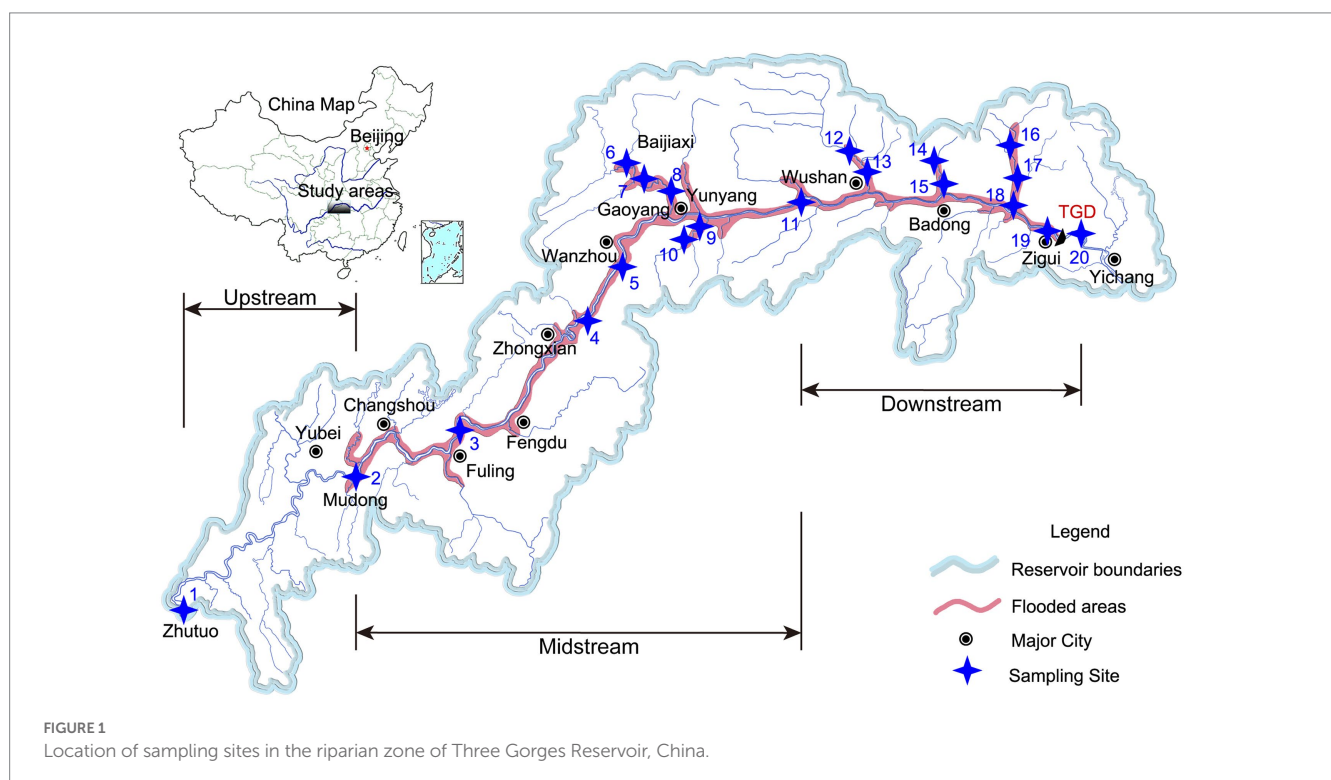 China Map
Beijing
Study areas
Upstream
6
Baijiaxi
7
8
Yunyang
Gaoyang
9
10
Wanzhou
5
11
Wushan
12
13
14
15
Badong
16
17
18
TGD
19
Zigui
20
Yichang
4
Zhongxian
Downstream
Changshou
Yubei
3
Fengdu
Fuling
2
Mudong
1
Zhutuo
Midstream
Legend
Reservoir boundaries
Flooded areas
Major City
Sampling Site
FIGURE 1
Location of sampling sites in the riparian zone of Three Gorges Reservoir, China.